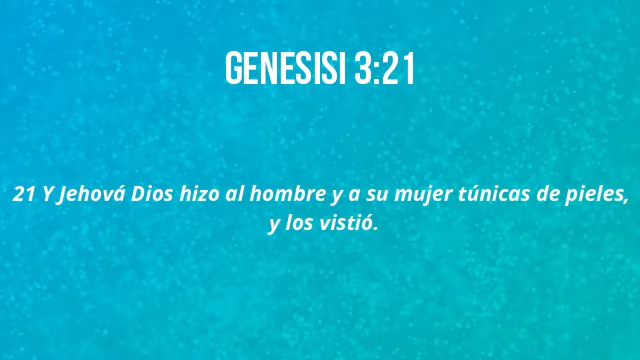 GENESISI 3:21
21 Y Jehová Dios hizo al hombre y a su mujer túnicas de pieles,
y los vistió.